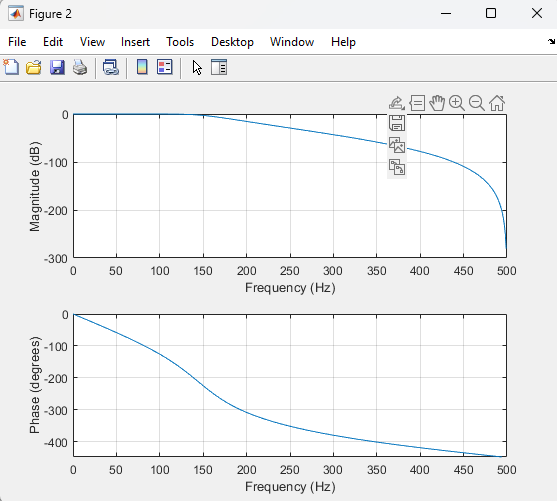 Figure 2
File Edit View Insert Tools Desktop Window Help
Magnitude (dB)
0
-100
-200
-300
0 50 100 150 200 250 300 350 400 450 500
Frequency (Hz)
Phase (degrees)
0
-100
-200
-300
-400
0 50 100 150 200 250 300 350 400 450 500
Frequency (Hz)